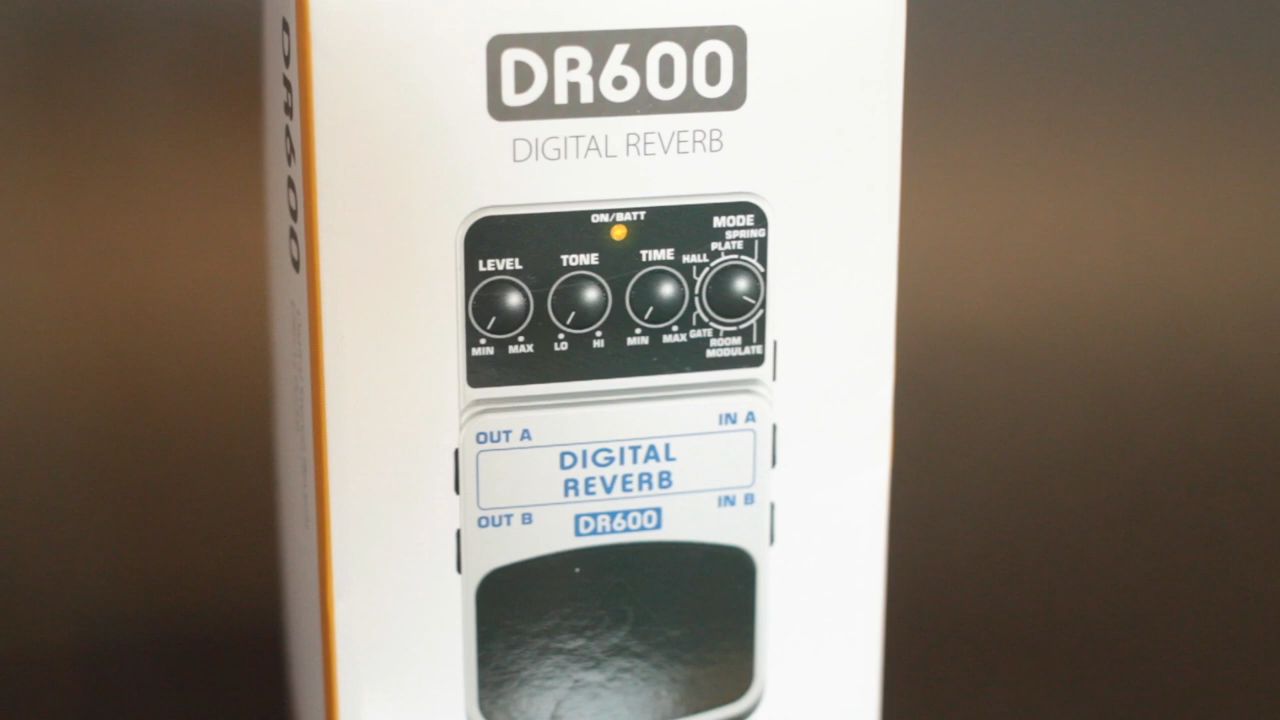 DR600
DR600
DIGITAL REVERB
ON/BATT
MODE
SPRING
PLATE
HALL
LEVEL
TONE
TIME
MIN MAX
LO HI
MIN MAX
GATE
ROOM
MODULATE
OUT A
IN A
DIGITAL
REVERB
OUT B
IN B
DR600